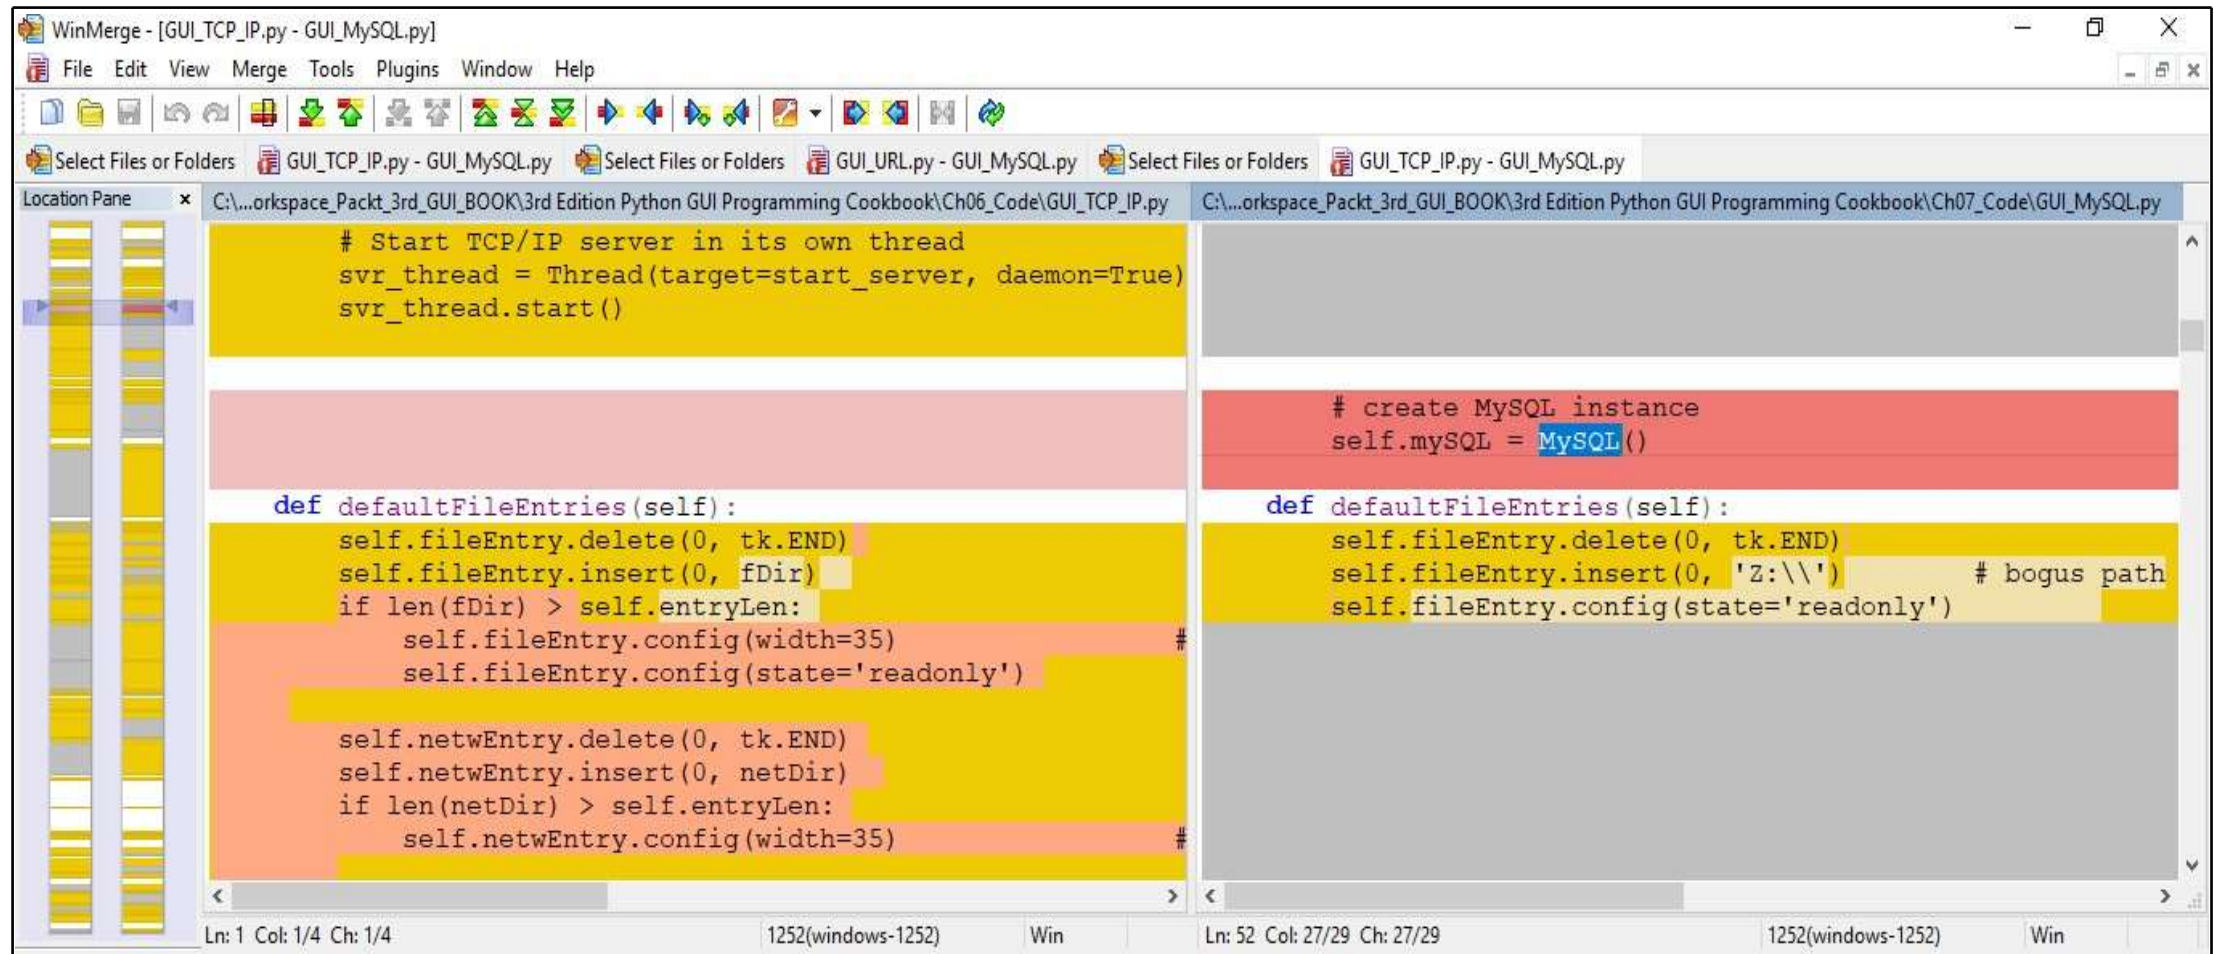 WinMerge - [GUI_TCP_IP.py - GUI_MySQL.py]
File Edit View Merge Tools Plugins Window Help
Select Files or Folders GUI_TCP_IP.py - GUI_MySQL.py Select Files or Folders GUI_URL.py - GUI_MySQL.py Select Files or Folders GUI_TCP_IP.py - GUI_MySQL.py
Location Pane x
C:\...orkspace_Packt_3rd_GUI_BOOK\3rd Edition Python GUI Programming Cookbook\Ch06_Code\GUI_TCP_IP.py
# Start TCP/IP server in its own thread
svr_thread = Thread(target=start_server, daemon=True)
svr_thread.start()
def defaultFileEntries(self):
self.fileEntry.delete(0, tk.END)
self.fileEntry.insert(0, fDir)
if len(fDir) > self.entryLen:
self.fileEntry.config(width=35) #
self.fileEntry.config(state='readonly')
self.netwEntry.delete(0, tk.END)
self.netwEntry.insert(0, netDir)
if len(netDir) > self.entryLen:
self.netwEntry.config(width=35) #
Ln: 1 Col: 1/4 Ch: 1/4 1252(windows-1252) Win
C:\...orkspace_Packt_3rd_GUI_BOOK\3rd Edition Python GUI Programming Cookbook\Ch07_Code\GUI_MySQL.py
# create MySQL instance
self.mySQL = MySQL()
def defaultFileEntries(self):
self.fileEntry.delete(0, tk.END)
self.fileEntry.insert(0, 'Z:\\') # bogus path
self.fileEntry.config(state='readonly')
Ln: 52 Col: 27/29 Ch: 27/29 1252(windows-1252) Win